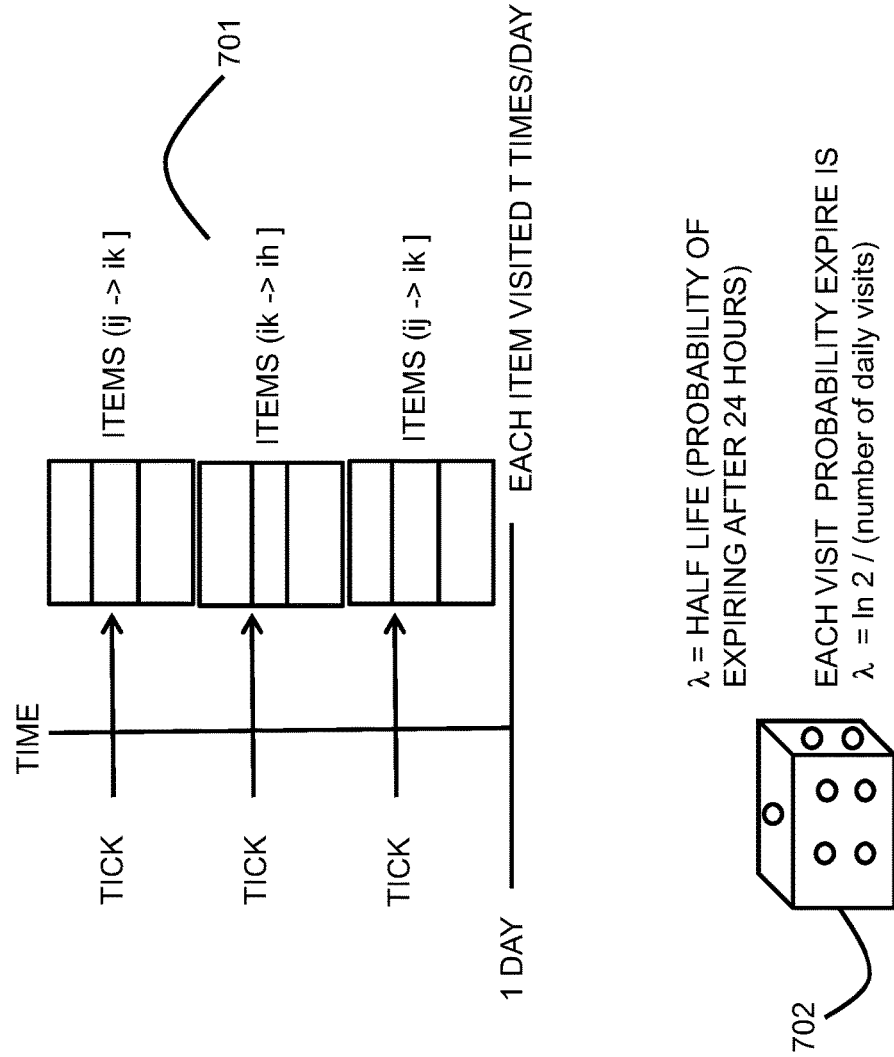 TIME
701
TICK
ITEMS (ij -> ik ]
TICK
ITEMS (ik -> ih ]
TICK
ITEMS (ij -> ik ]
1 DAY
EACH ITEM VISITED T TIMES/DAY
λ = HALF LIFE (PROBABILITY OF
EXPIRING AFTER 24 HOURS)
EACH VISIT PROBABILITY EXPIRE IS
λ = ln 2 / (number of daily visits)
702